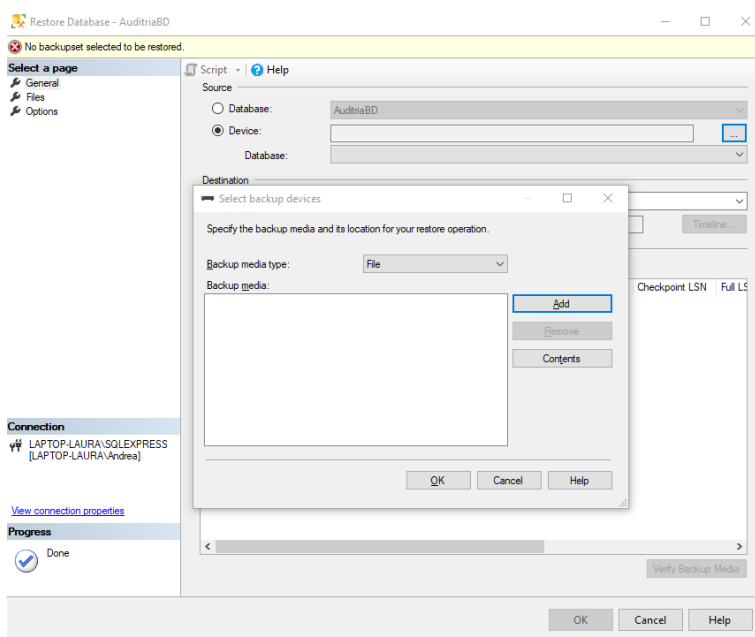 Restore Database - AuditriaBD
No backupset selected to be restored.
Select a page
General
Files
Options
Script
Help
Source
Database:
AuditriaBD
Device:
...
Database:
Destination
Select backup devices
Specify the backup media and its location for your restore operation.
Backup media type:
File
Backup media:
Add
Remove
Contents
OK
Cancel
Help
Timeline...
Checkpoint LSN
Full LS
Connection
LAPTOP-LAURA\SQLEXPRESS
[LAPTOP-LAURA\Andrea]
View connection properties
Progress
Done
Verify Backup Media
OK
Cancel
Help